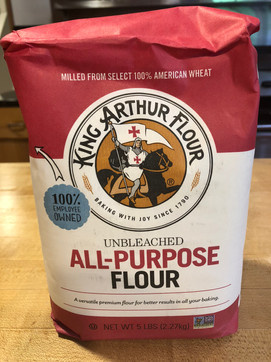 MILLED FROM SELECT 100% AMERICAN WHEAT
KING ARTHUR FLOUR
BAKING WITH JOY SINCE 1790
100%
EMPLOYEE
OWNED
UNBLEACHED
ALL-PURPOSE
FLOUR
A versatile premium flour for better results in all your baking.
NET WT 5 LBS (2.27kg)